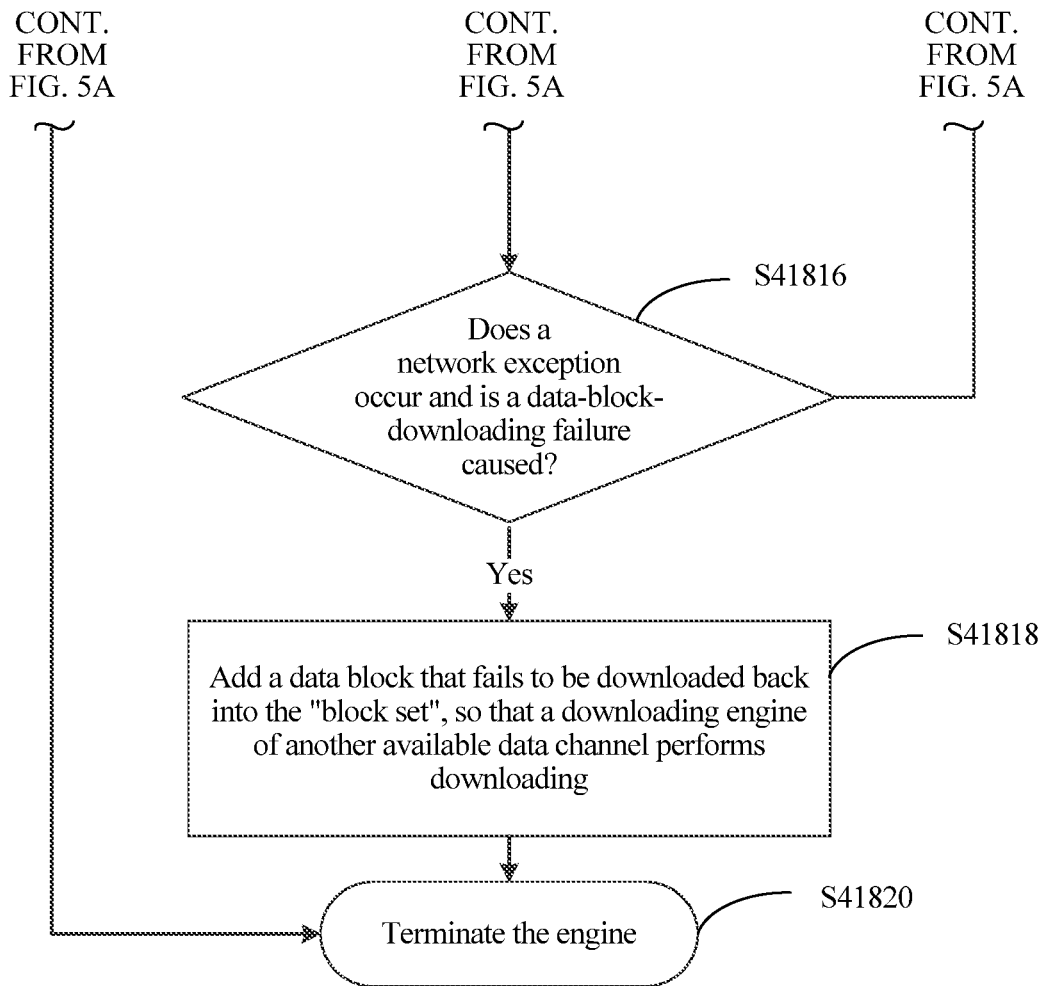 CONT.
FROM
FIG. 5A
CONT.
FROM
FIG. 5A
CONT.
FROM
FIG. 5A
S41816
Does a
network exception
occur and is a data-block-
downloading failure
caused?
Yes
S41818
Add a data block that fails to be downloaded back
into the "block set", so that a downloading engine
of another available data channel performs
downloading
S41820
Terminate the engine